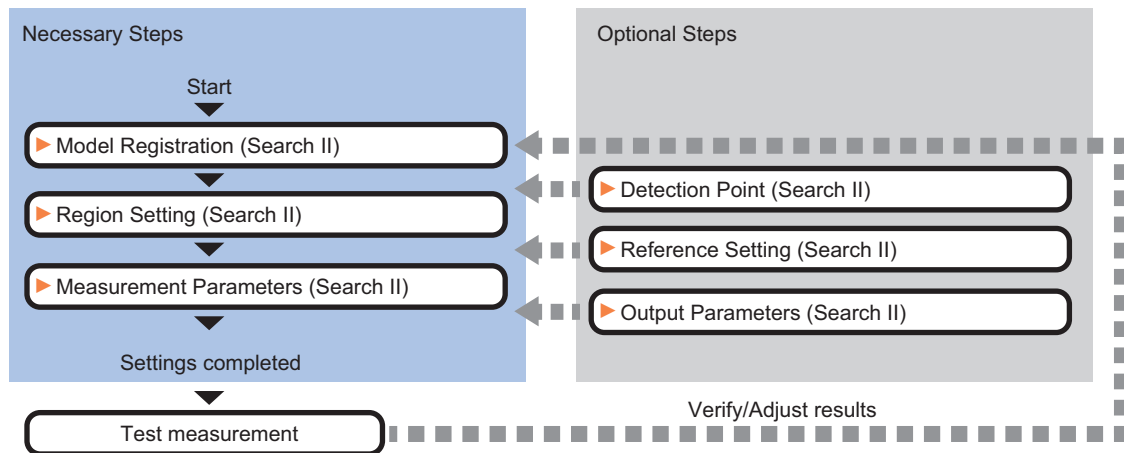 Necessary Steps
Optional Steps
Start
Model Registration (Search II)
Detection Point (Search II)
Region Setting (Search II)
Reference Setting (Search II)
Measurement Parameters (Search II)
Output Parameters (Search II)
Settings completed
Verify/Adjust results
Test measurement